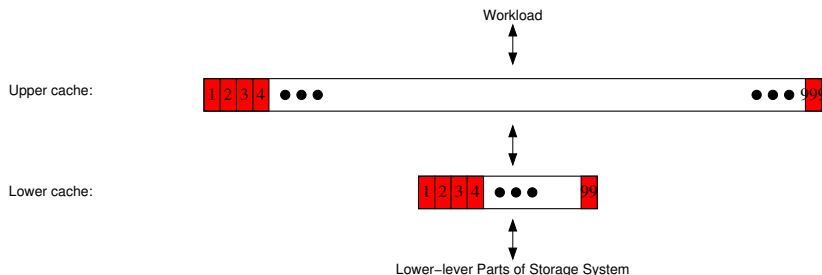 Workload
Upper cache: 1 2 3 4 999
Lower cache: 1 2 3 4 99
Lower-lever Parts of Storage System